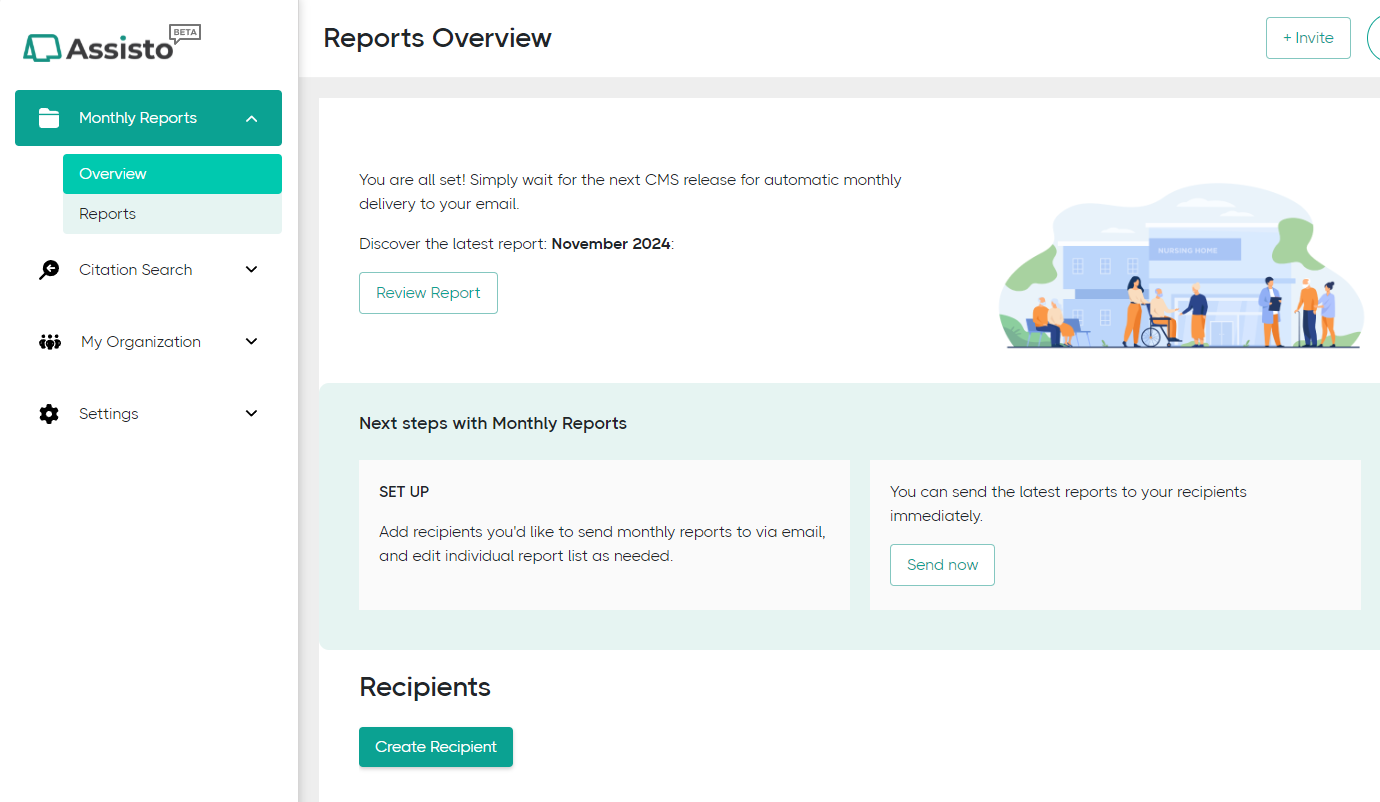 Assisto
BETA
Monthly Reports
Overview
Reports
Citation Search
My Organization
Settings
Reports Overview
+ Invite
You are all set! Simply wait for the next CMS release for automatic monthly
delivery to your email.
Discover the latest report: November 2024:
Review Report
NURSING HOME
Next steps with Monthly Reports
SET UP
Add recipients you'd like to send monthly reports to via email,
and edit individual report list as needed.
You can send the latest reports to your recipients
immediately.
Send now
Recipients
Create Recipient